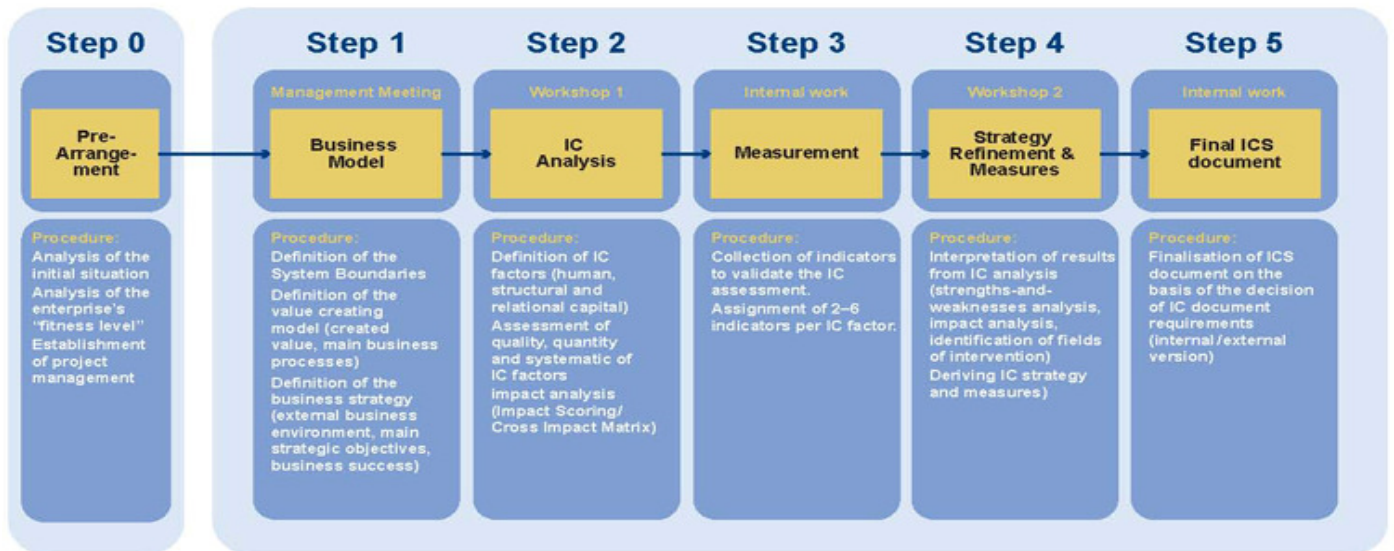 Step 0
Step 1
Step 2
Step 3
Step 4
Step 5
Management Meeting
Workshop 1
Internal work
Workshop 2
Internal work
Pre-
Arrange-
ment
Business
Model
IC
Analysis
Measurement
Strategy
Refinement &
Measures
Final ICS
document
Procedure:
Analysis of the
initial situation
Analysis of the
enterprise's
"fitness level"
Establishment
of project
management
Procedure:
Definition of the
System Boundaries
Definition of the
value creating
model (created
value, main business
processes)
Definition of the
business strategy
(external business
environment, main
strategic objectives,
business success)
Procedure:
Definition of IC
factors (human,
structural and
relational capital)
Assessment of
quality, quantity
and systematic of
IC factors
Impact analysis
(Impact Scoring/
Cross Impact Matrix)
Procedure:
Collection of indicators
to validate the IC
assessment.
Assignment of 2–6
indicators per IC factor.
Procedure:
Interpretation of results
from IC analysis
(strengths-and-
weaknesses analysis,
impact analysis,
identification of fields
of intervention)
Deriving IC strategy
and measures)
Procedure:
Finalisation of ICS
document on the
basis of the decision
of IC document
requirements
(internal/external
version)